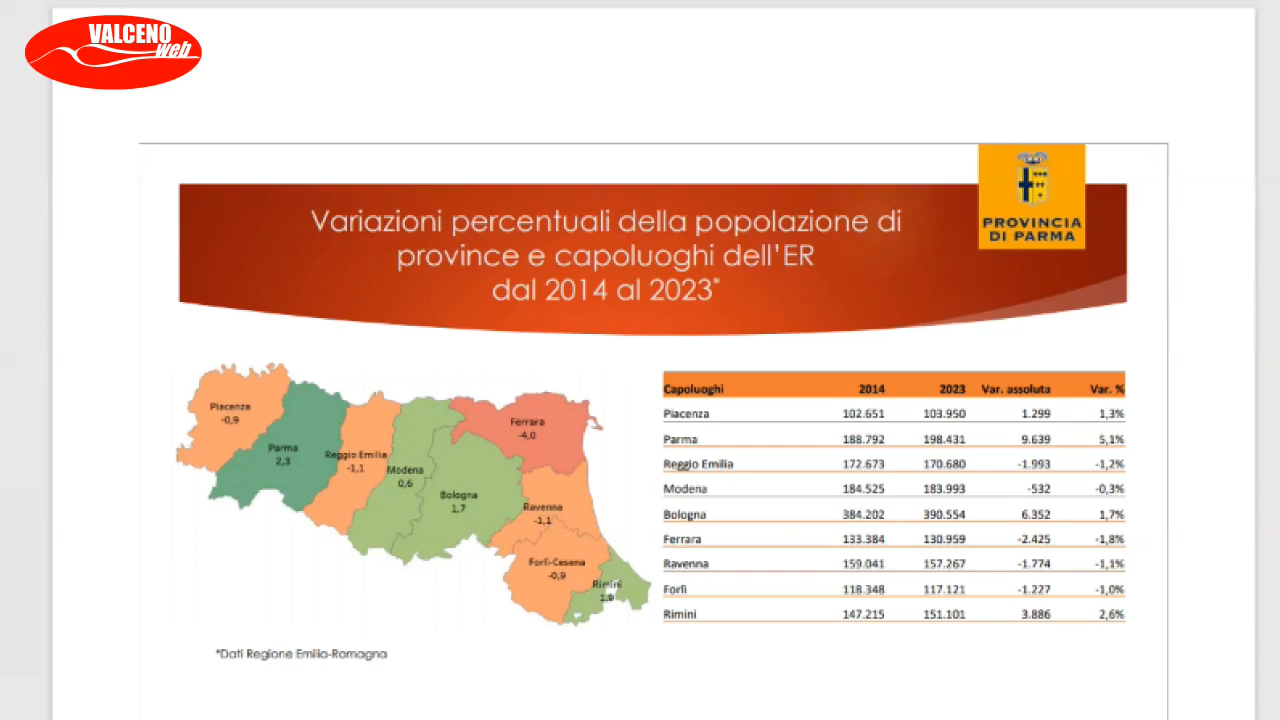 VALCENO
web
PROVINCIA
DI PARMA
Variazioni percentuali della popolazione di
province e capoluoghi dell'ER
dal 2014 al 2023*
Piacenza
-0,9
Parma
2,3
Reggio Emilia
-1,1
Modena
0,6
Bologna
1,7
Ferrara
-4,0
Ravenna
-1,1
Forlì-Cesena
-0,9
Rimini
1,9
Capoluoghi 2014 2023 Var. assoluta Var. %
Piacenza 102.651 103.950 1.299 1,3%
Parma 188.792 198.431 9.639 5,1%
Reggio Emilia 172.673 170.680 -1.993 -1,2%
Modena 184.525 183.993 -532 -0,3%
Bologna 384.202 390.554 6.352 1,7%
Ferrara 133.384 130.959 -2.425 -1,8%
Ravenna 159.041 157.267 -1.774 -1,1%
Forlì 118.348 117.121 -1.227 -1,0%
Rimini 147.215 151.101 3.886 2,6%
*Dati Regione Emilia-Romagna